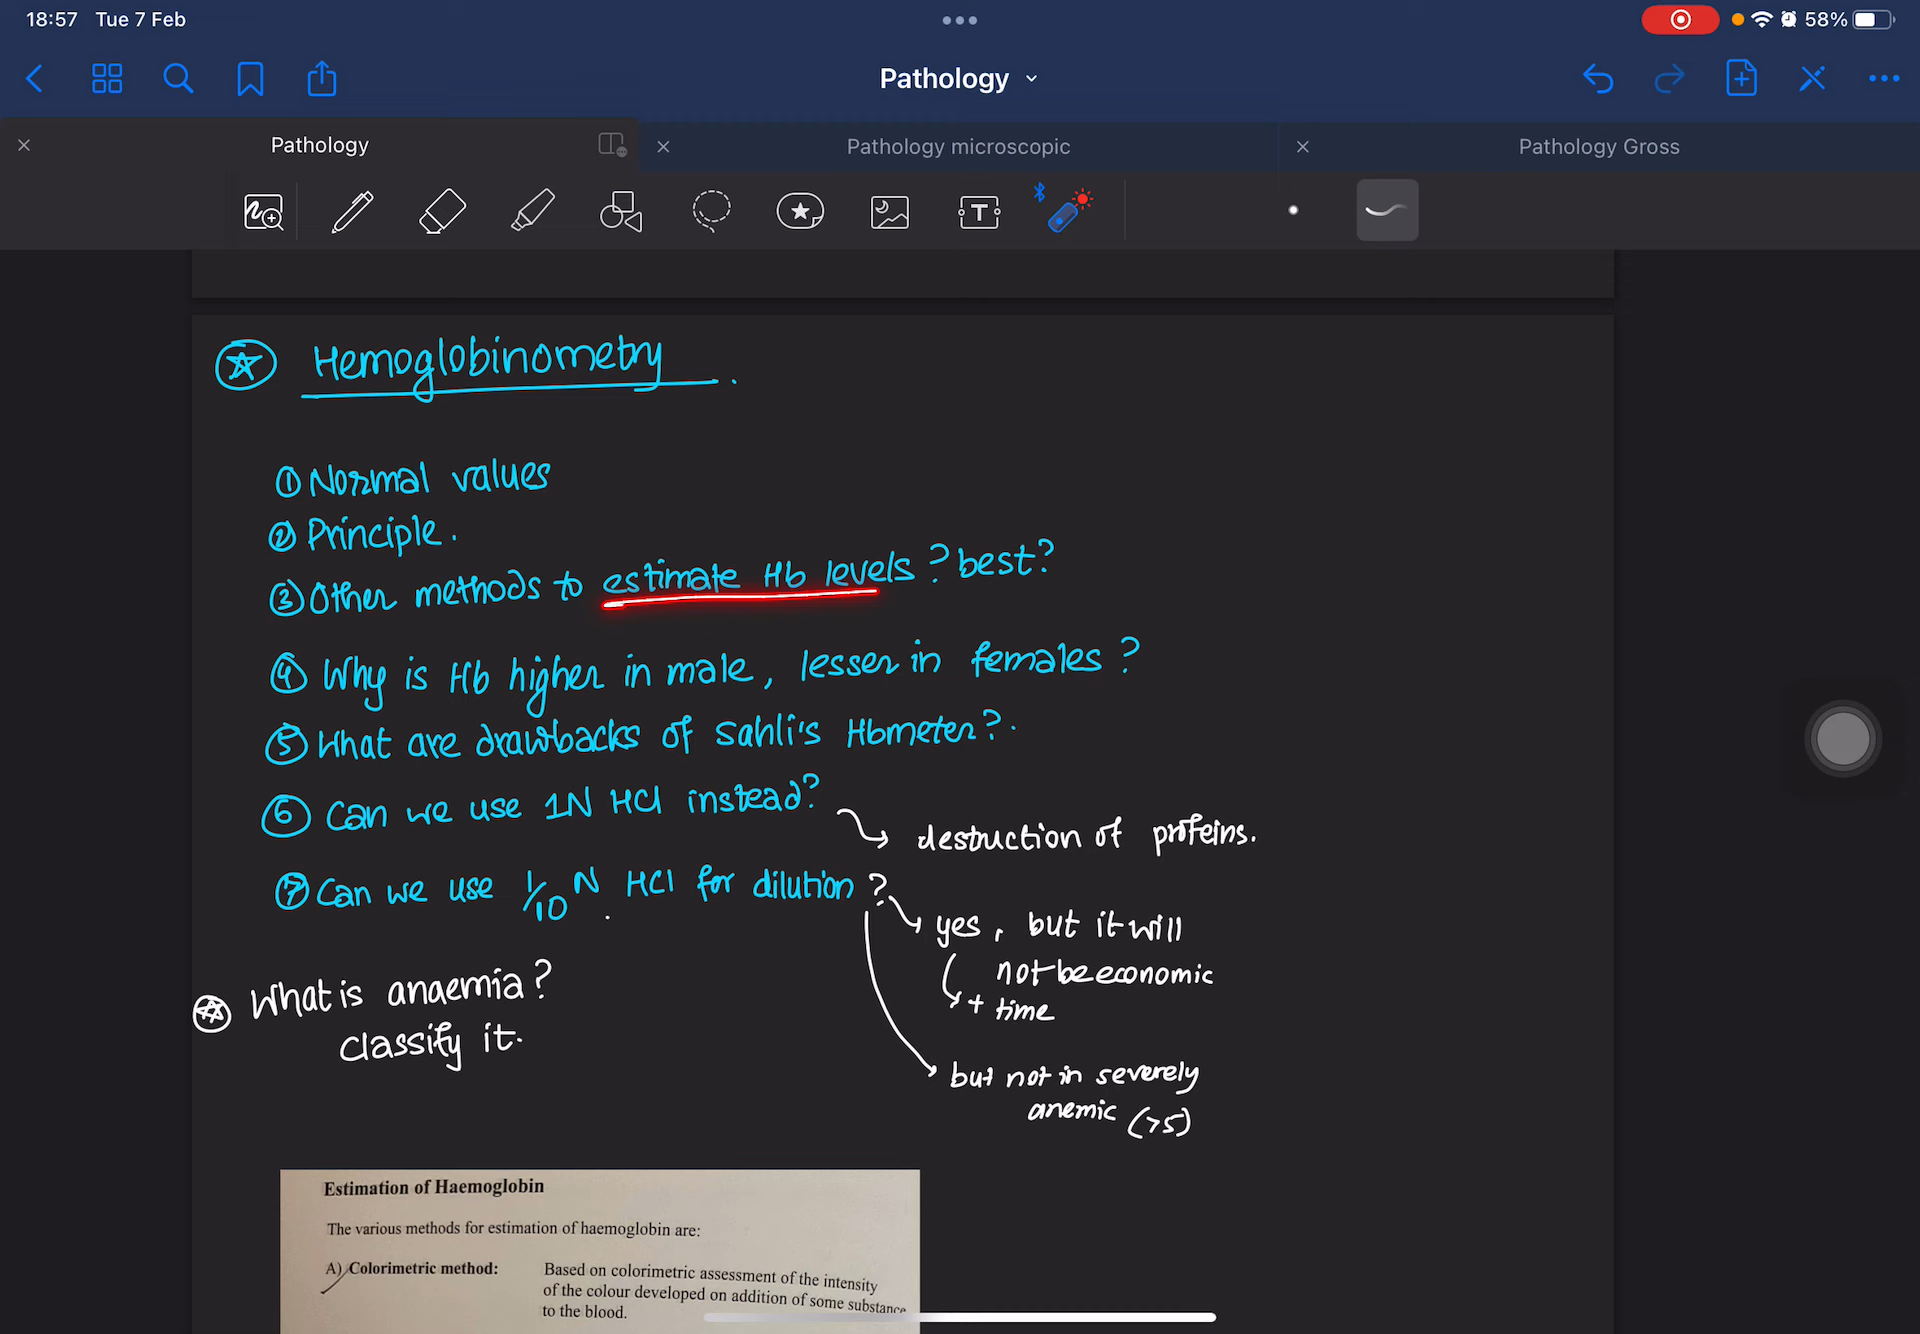 18:57 Tue 7 Feb
58%
Pathology
Pathology
Pathology microscopic
Pathology Gross
T
Hemoglobinometry.
① Normal values
② Principle.
③ Other methods to estimate Hb levels? best?
④ Why is Hb higher in male, lesser in females?
⑤ What are drawbacks of Sahli's Hbmeter?.
⑥ Can we use 1N HCl instead?
destruction of proteins.
⑦ Can we use 1/10 N HCl for dilution?
yes, but it will
not be economic
+ time
What is anaemia?
classify it.
but not in severely
anemic (>5)
Estimation of Haemoglobin
The various methods for estimation of haemoglobin are:
A) Colorimetric method: Based on colorimetric assessment of the intensity
of the colour developed on addition of some substance
to the blood.